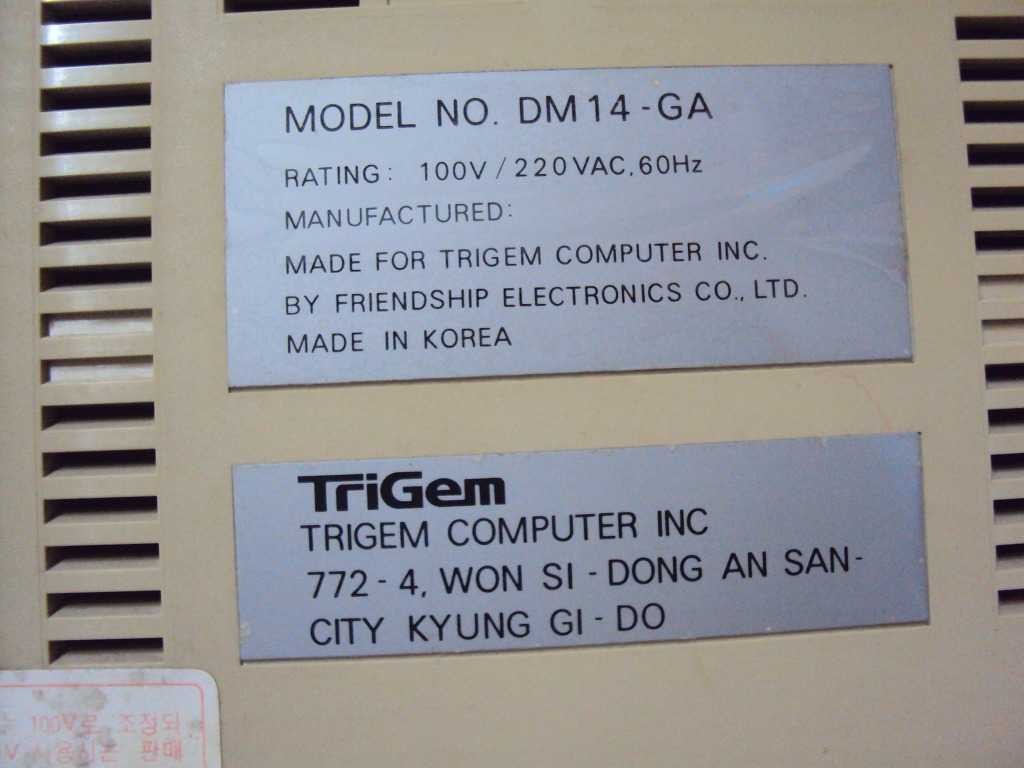 MODEL NO. DM14-GA
RATING: 100V/220VAC,60Hz
MANUFACTURED:
MADE FOR TRIGEM COMPUTER INC.
BY FRIENDSHIP ELECTRONICS CO., LTD.
MADE IN KOREA
TriGem
TRIGEM COMPUTER INC
772-4, WON SI-DONG AN SAN-
CITY KYUNG GI-DO
100V로 조정되
V 사용시는 판매